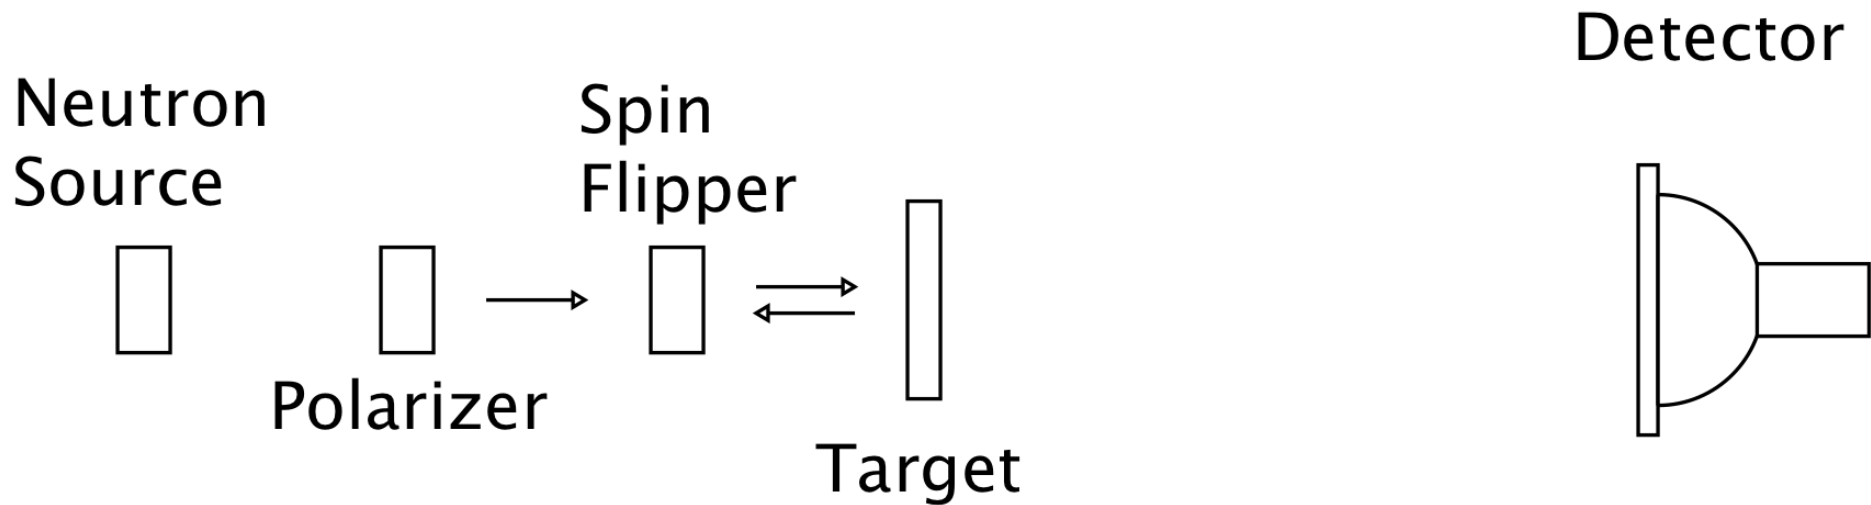 Neutron
Source
Polarizer
Spin
Flipper
Target
Detector